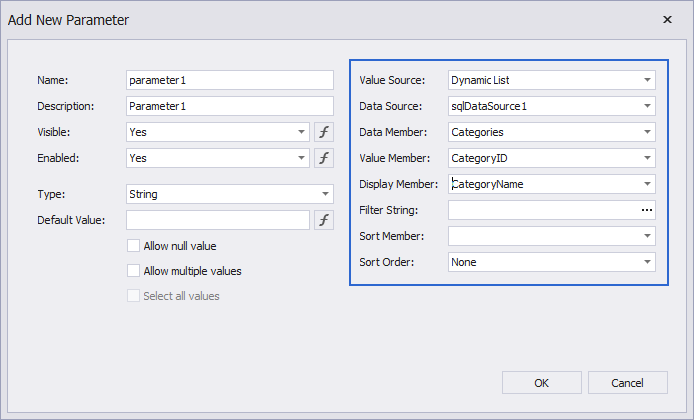 Add New Parameter
Name: parameter1
Description: Parameter1
Visible: Yes
Enabled: Yes
Type: String
Default Value:
Allow null value
Allow multiple values
Select all values
Value Source: Dynamic List
Data Source: sqlDataSource1
Data Member: Categories
Value Member: CategoryID
Display Member: CategoryName
Filter String: ...
Sort Member:
Sort Order: None
OK Cancel